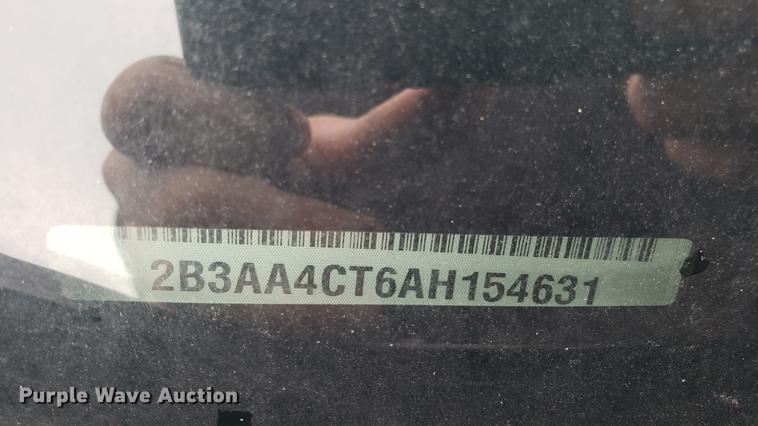 2B3AA4CT6AH154631
Purple Wave Auction